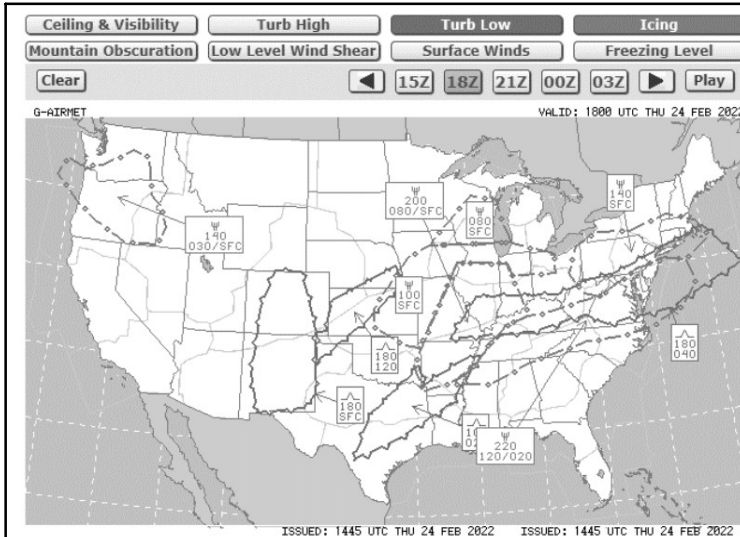 Ceiling & Visibility Turb High Turb Low Icing
Mountain Obscuration Low Level Wind Shear Surface Winds Freezing Level
Clear ◀ 15Z 18Z 21Z 00Z 03Z ▶ Play
G-AIRMET VALID: 1800 UTC THU 24 FEB 2022
200
080/SFC
080
SFC
140
SFC
140
030/SFC
100
SFC
180
120
180
040
180
SFC
220
120/020
ISSUED: 1445 UTC THU 24 FEB 2022 ISSUED: 1445 UTC THU 24 FEB 2022